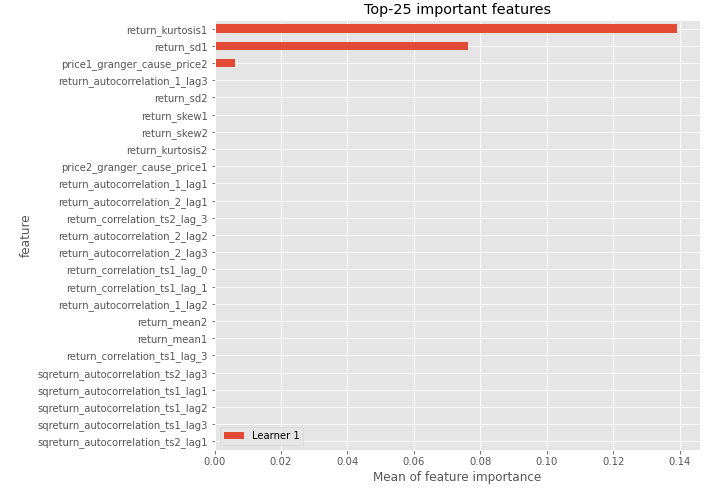 Top-25 important features
return_kurtosis1
return_sd1
price1_granger_cause_price2
return_autocorrelation_1_lag3
return_sd2
return_skew1
return_skew2
return_kurtosis2
price2_granger_cause_price1
return_autocorrelation_1_lag1
return_autocorrelation_2_lag1
return_correlation_ts2_lag_3
return_autocorrelation_2_lag2
return_autocorrelation_2_lag3
return_correlation_ts1_lag_0
return_correlation_ts1_lag_1
return_autocorrelation_1_lag2
return_mean2
return_mean1
return_correlation_ts1_lag_3
sqreturn_autocorrelation_ts2_lag3
sqreturn_autocorrelation_ts1_lag1
sqreturn_autocorrelation_ts1_lag2
sqreturn_autocorrelation_ts1_lag3
sqreturn_autocorrelation_ts2_lag1
feature
Learner 1
0.00 0.02 0.04 0.06 0.08 0.10 0.12 0.14
Mean of feature importance